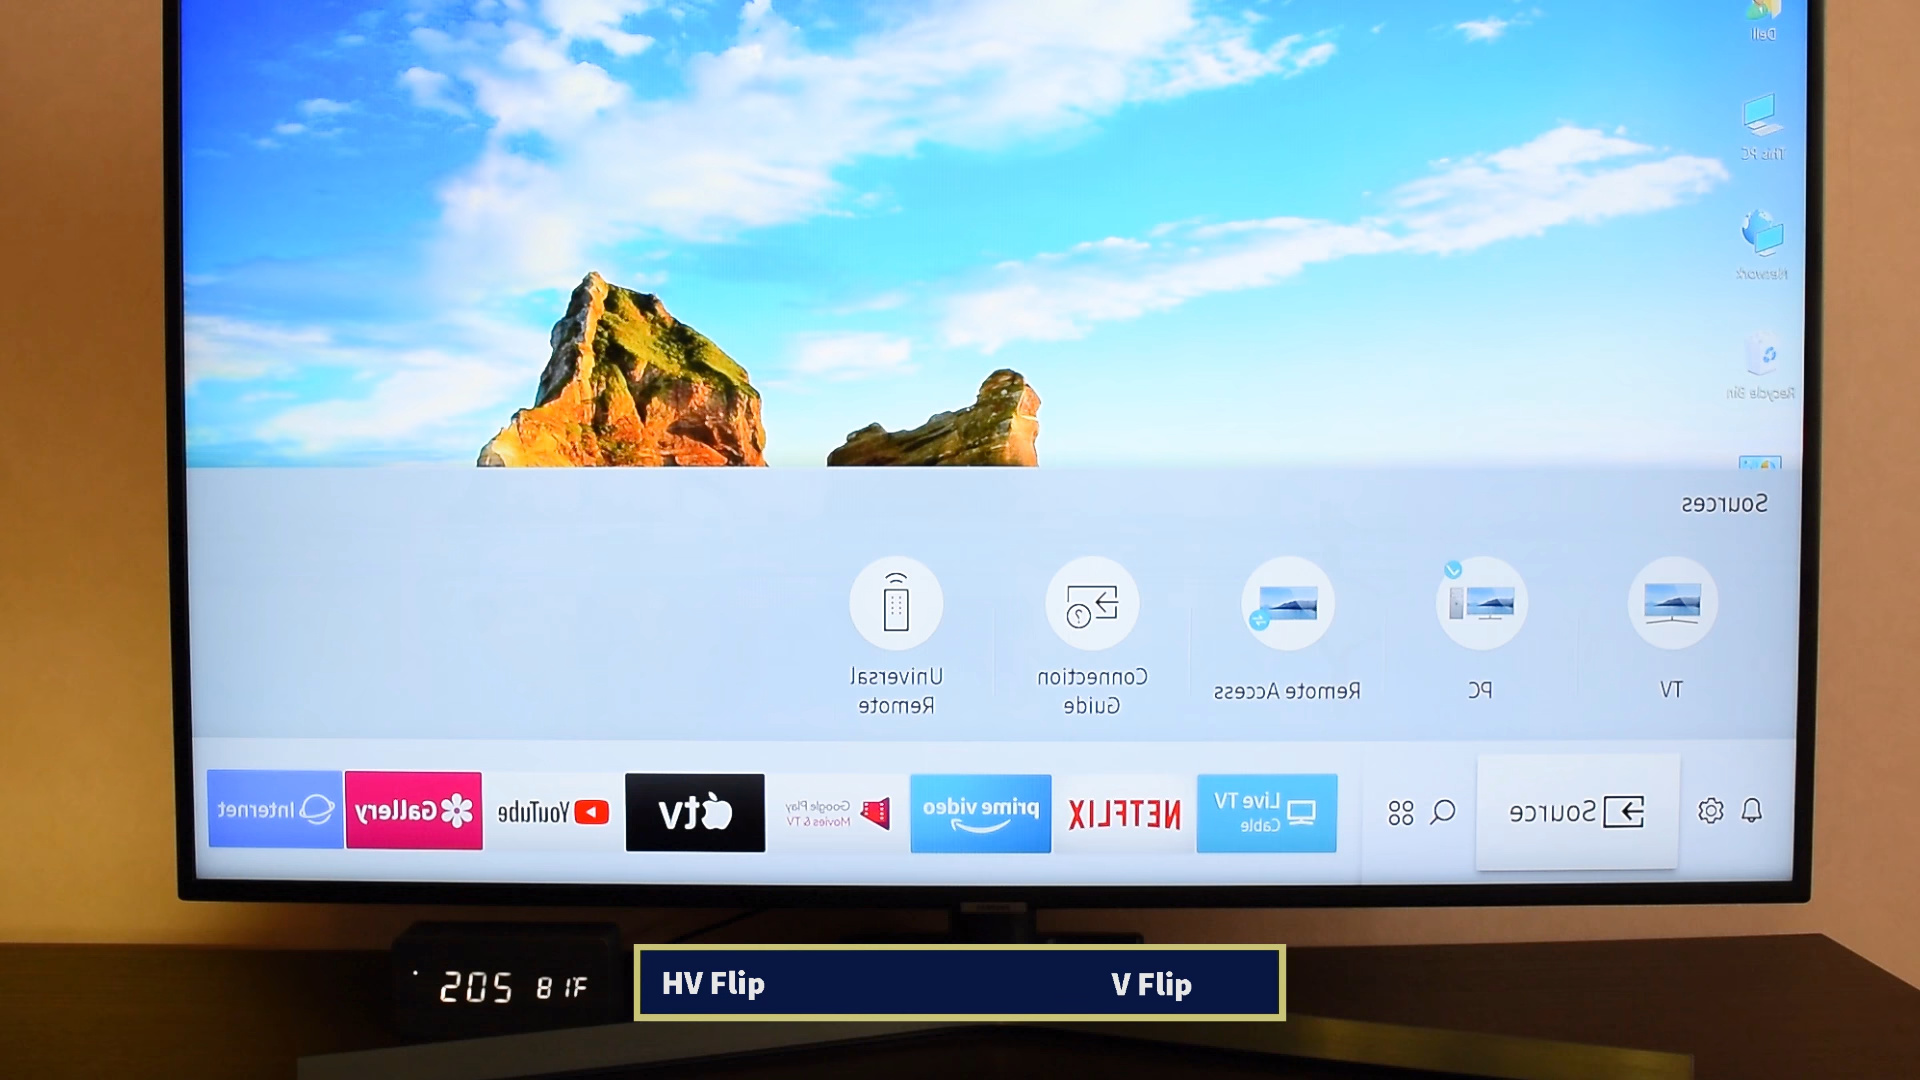 Dell
This PC
Network
Recycle Bin
Sources
TV
PC
Remote Access
Connection
Guide
Universal
Remote
Source
Live TV
Cable
NETFLIX
prime video
Google Play
Movies & TV
tv
YouTube
Gallery
Internet
205 81°F
HV Flip
V Flip